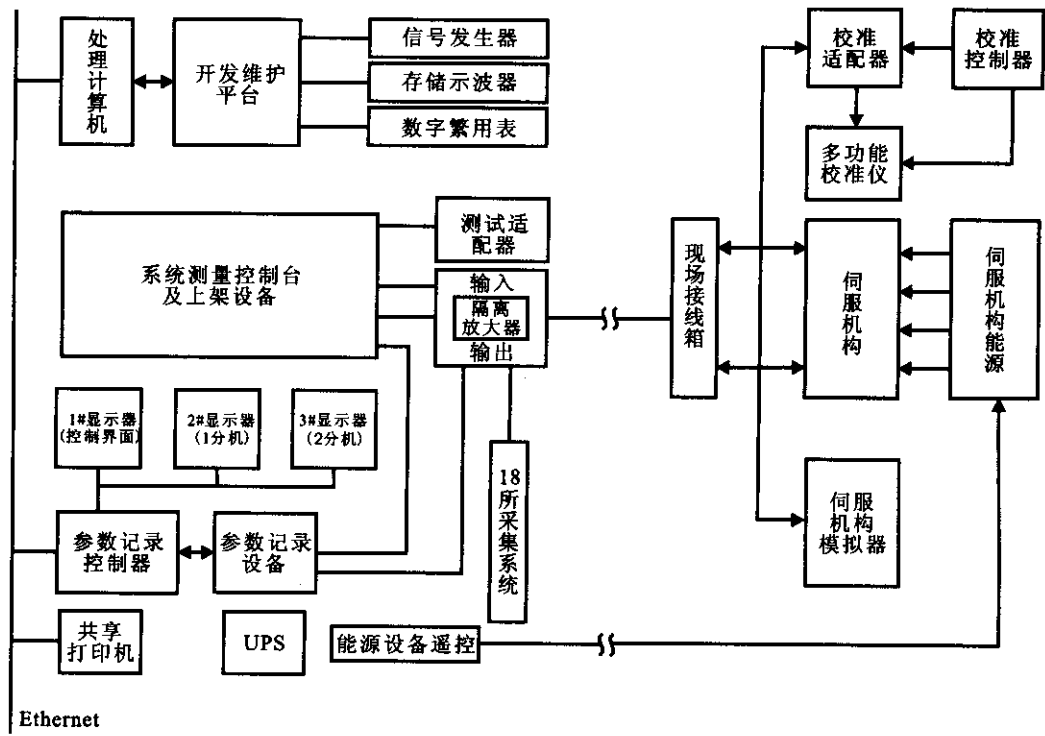 处
理
计
算
机
开发维护
平台
信号发生器
存储示波器
数字繁用表
校准
适配器
校准
控制器
多功能
校准仪
系统测量控制台
及上架设备
测试适
配器
输入
隔离
放大器
输出
现
场
接
线
箱
伺
服
机
构
伺
服
机
构
能
源
1#显示器
(控制界面)
2#显示器
(1分机)
3#显示器
(2分机)
18
所
采
集
系
统
伺服
机构
模拟器
参数记录
控制器
参数记录
设备
共享
打印机
UPS
能源设备遥控
Ethernet